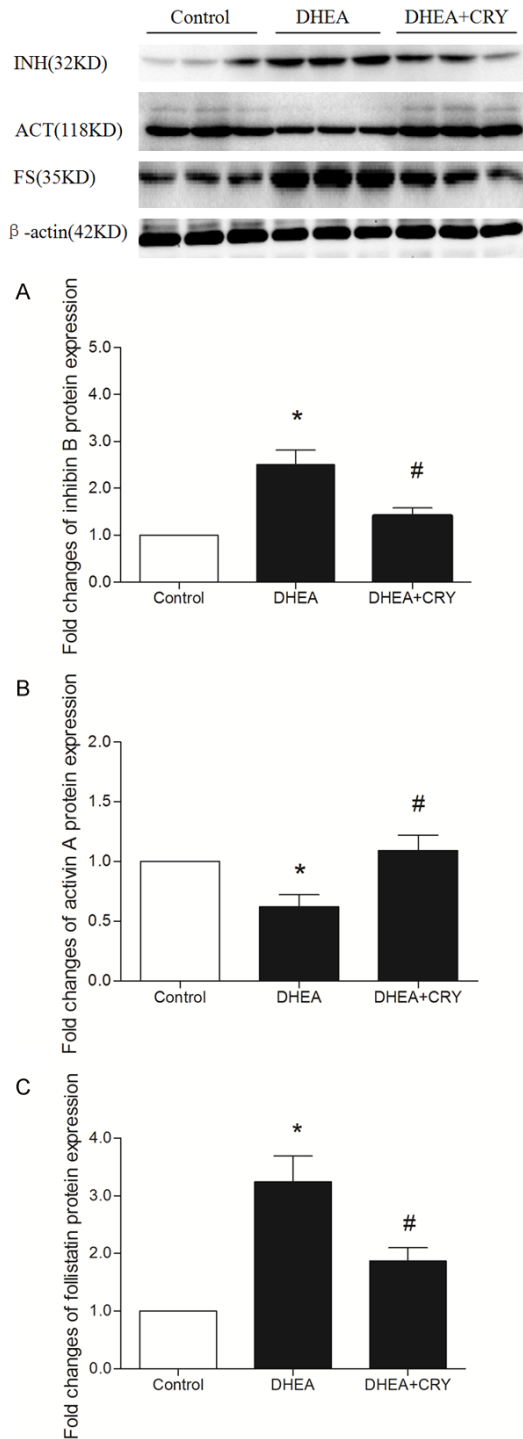 Control DHEA DHEA+CRY
INH(32KD)
ACT(118KD)
FS(35KD)
β-actin(42KD)
A
Fold changes of inhibin B protein expression
5.0
4.0
3.0
2.0
1.0
0.0
*
#
Control DHEA DHEA+CRY
B
Fold changes of activin A protein expression
2.0
1.5
1.0
0.5
0.0
*
#
Control DHEA DHEA+CRY
C
Fold changes of follistatin protein expression
4.0
3.0
2.0
1.0
0.0
*
#
Control DHEA DHEA+CRY